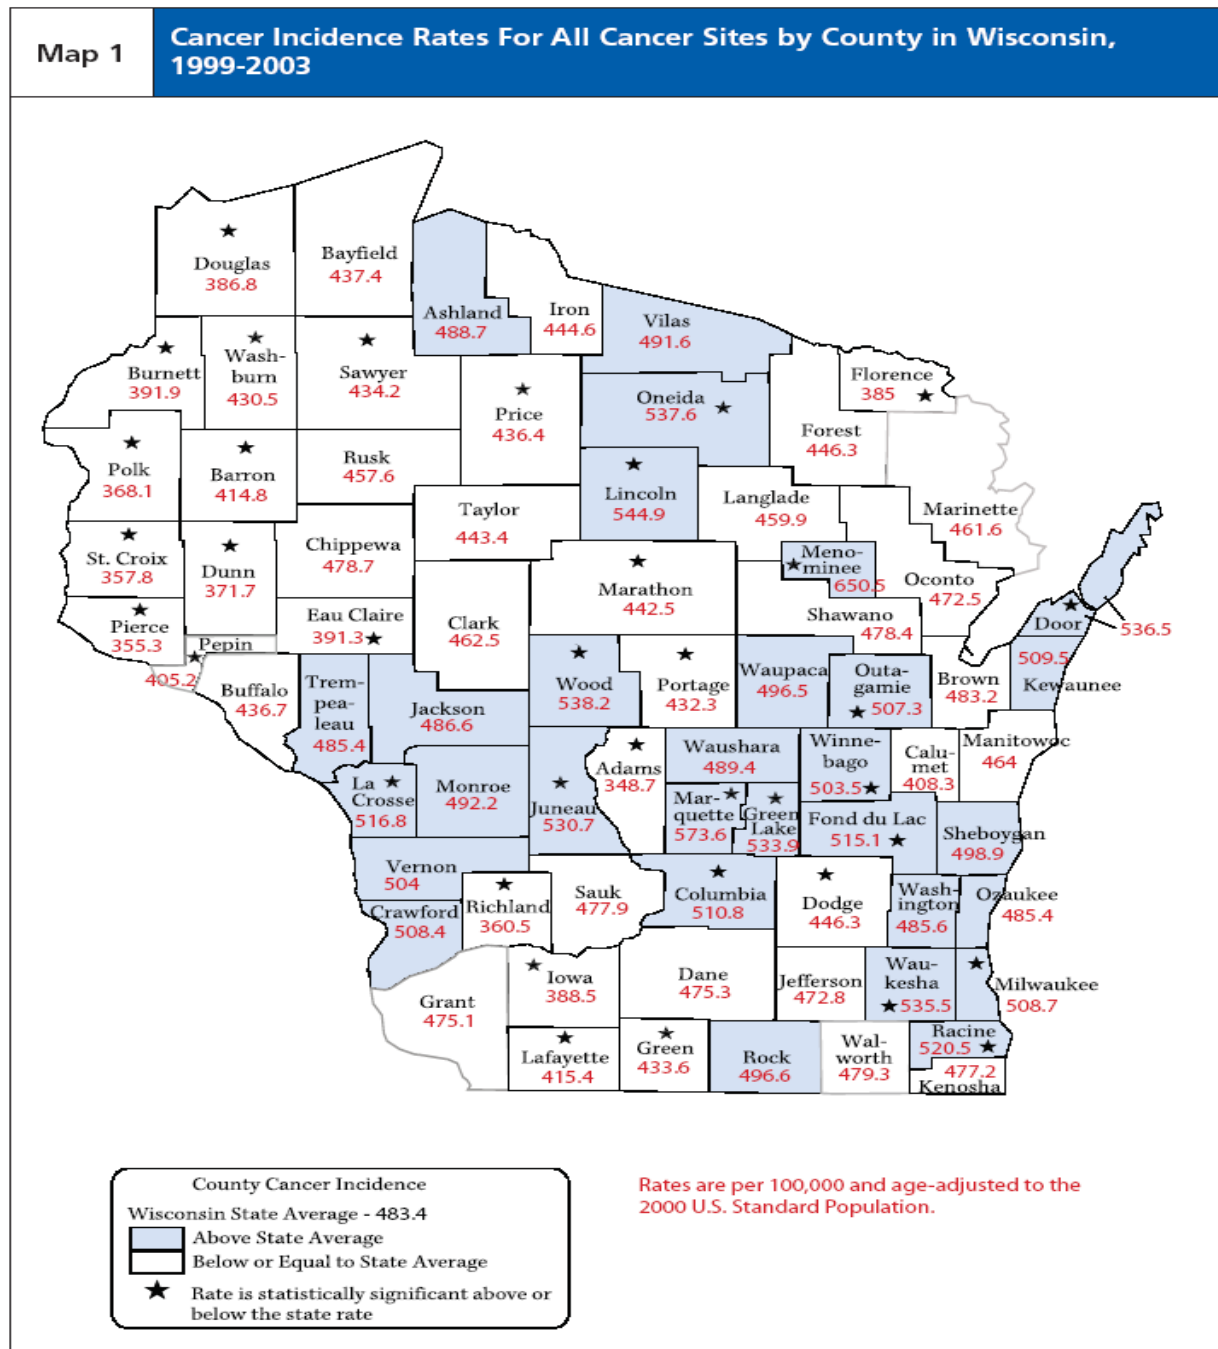 Map 1
Cancer Incidence Rates For All Cancer Sites by County in Wisconsin,
1999-2003
Douglas
386.8
Bayfield
437.4
Ashland
488.7
Iron
444.6
Vilas
491.6
Burnett
391.9
Wash-
burn
430.5
Sawyer
434.2
Price
436.4
Oneida
537.6
Florence
385
Forest
446.3
Polk
368.1
Barron
414.8
Rusk
457.6
Taylor
443.4
Lincoln
544.9
Langlade
459.9
Marinette
461.6
St. Croix
357.8
Dunn
371.7
Chippewa
478.7
Marathon
442.5
Meno-
minee
650.5
Oconto
472.5
Pierce
355.3
Pepin
405.2
Eau Claire
391.3
Clark
462.5
Shawano
478.4
Door
536.5
Buffalo
436.7
Trem-
pea-
leau
485.4
Jackson
486.6
Wood
538.2
Portage
432.3
Waupaca
496.5
Outa-
gamie
507.3
Brown
483.2
509.5
Kewaunee
La
Crosse
516.8
Monroe
492.2
Juneau
530.7
Adams
348.7
Waushara
489.4
Winne-
bago
503.5
Calu-
met
408.3
Manitowoc
464
Mar-
quette
573.6
Green
Lake
533.9
Fond du Lac
515.1
Sheboygan
498.9
Vernon
504
Crawford
508.4
Richland
360.5
Sauk
477.9
Columbia
510.8
Dodge
446.3
Wash-
ington
485.6
Ozaukee
485.4
Grant
475.1
Iowa
388.5
Dane
475.3
Jefferson
472.8
Wau-
kesha
535.5
Milwaukee
508.7
Lafayette
415.4
Green
433.6
Rock
496.6
Wal-
worth
479.3
Racine
520.5
477.2
Kenosha
County Cancer Incidence
Wisconsin State Average - 483.4
Above State Average
Below or Equal to State Average
Rate is statistically significant above or
below the state rate
Rates are per 100,000 and age-adjusted to the
2000 U.S. Standard Population.